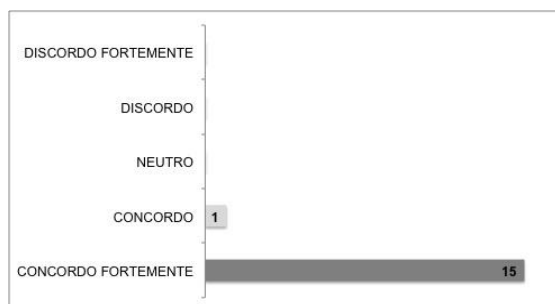 DISCORDO FORTEMENTE
DISCORDO
NEUTRO
CONCORDO
1
CONCORDO FORTEMENTE
15